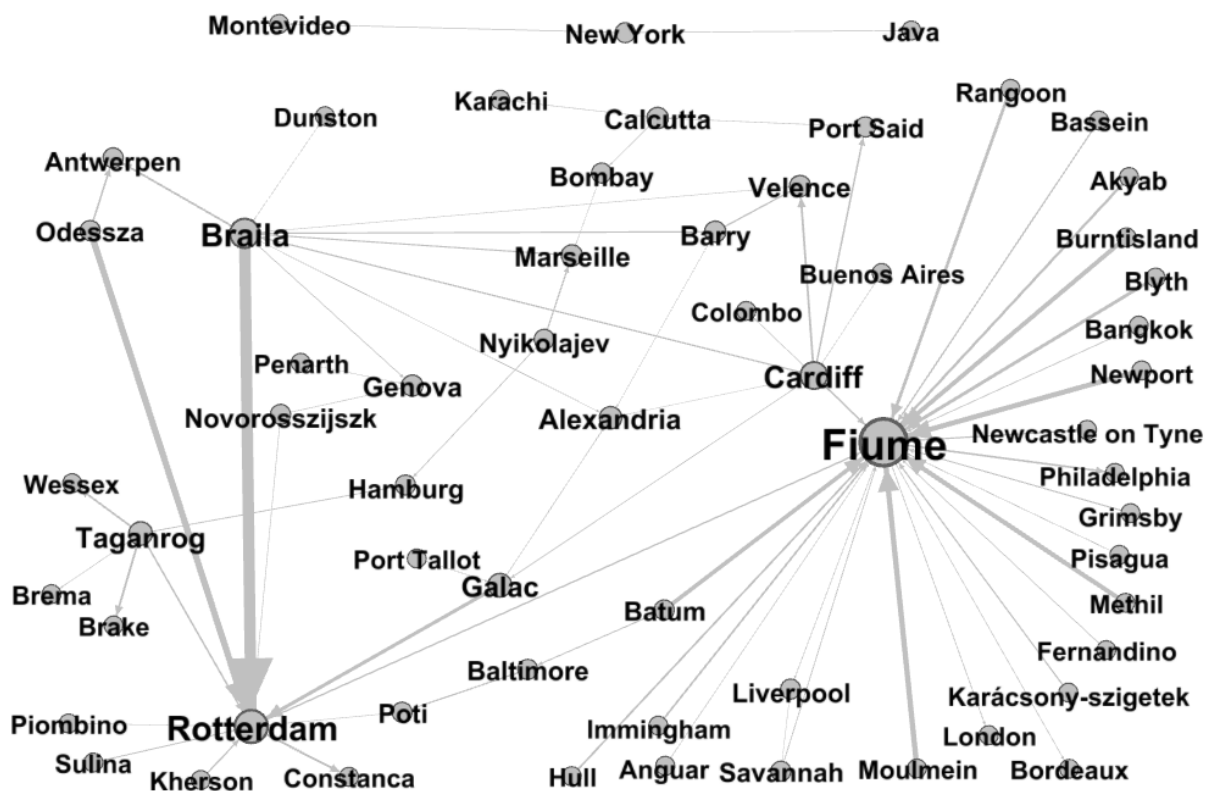 Montevideo
New York
Java
Karachi
Rangoon
Dunston
Calcutta
Port Said
Bassein
Antwerpen
Bombay
Velence
Akyab
Odessza
Braila
Barry
Burntisland
Marseille
Buenos Aires
Blyth
Colombo
Bangkok
Nyikolajev
Penarth
Genova
Cardiff
Newport
Novorosszijszk
Alexandria
Fiume
Newcastle on Tyne
Philadelphia
Wessex
Hamburg
Grimsby
Taganrog
Port Tallot
Pisagua
Galac
Brema
Batum
Methil
Brake
Fernandino
Baltimore
Liverpool
Karácsony-szigetek
Piombino
Rotterdam
Poti
Immingham
London
Sulina
Kherson
Constanca
Hull
Anguar
Savannah
Moulmein
Bordeaux